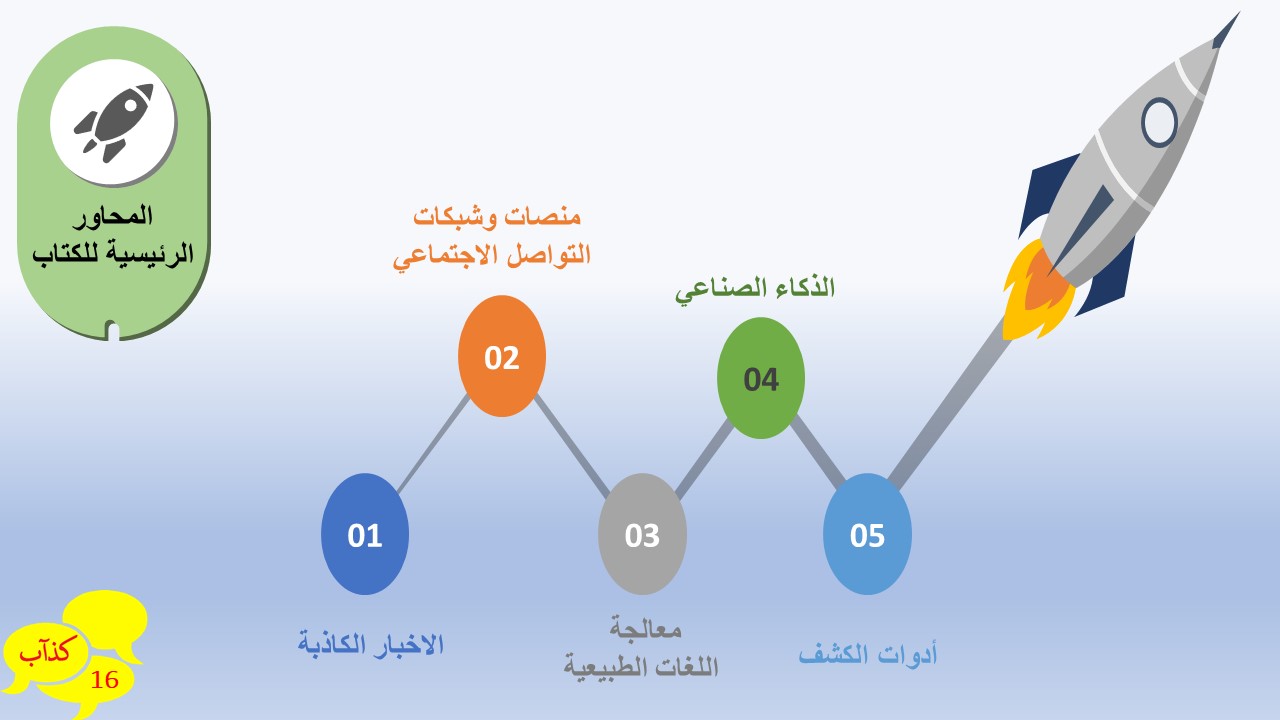 المحاور
الرئيسية للكتاب
01
الاخبار الكاذبة
02
منصات وشبكات
التواصل الاجتماعي
03
معالجة
اللغات الطبيعية
04
الذكاء الصناعي
05
أدوات الكشف
كذآب
16